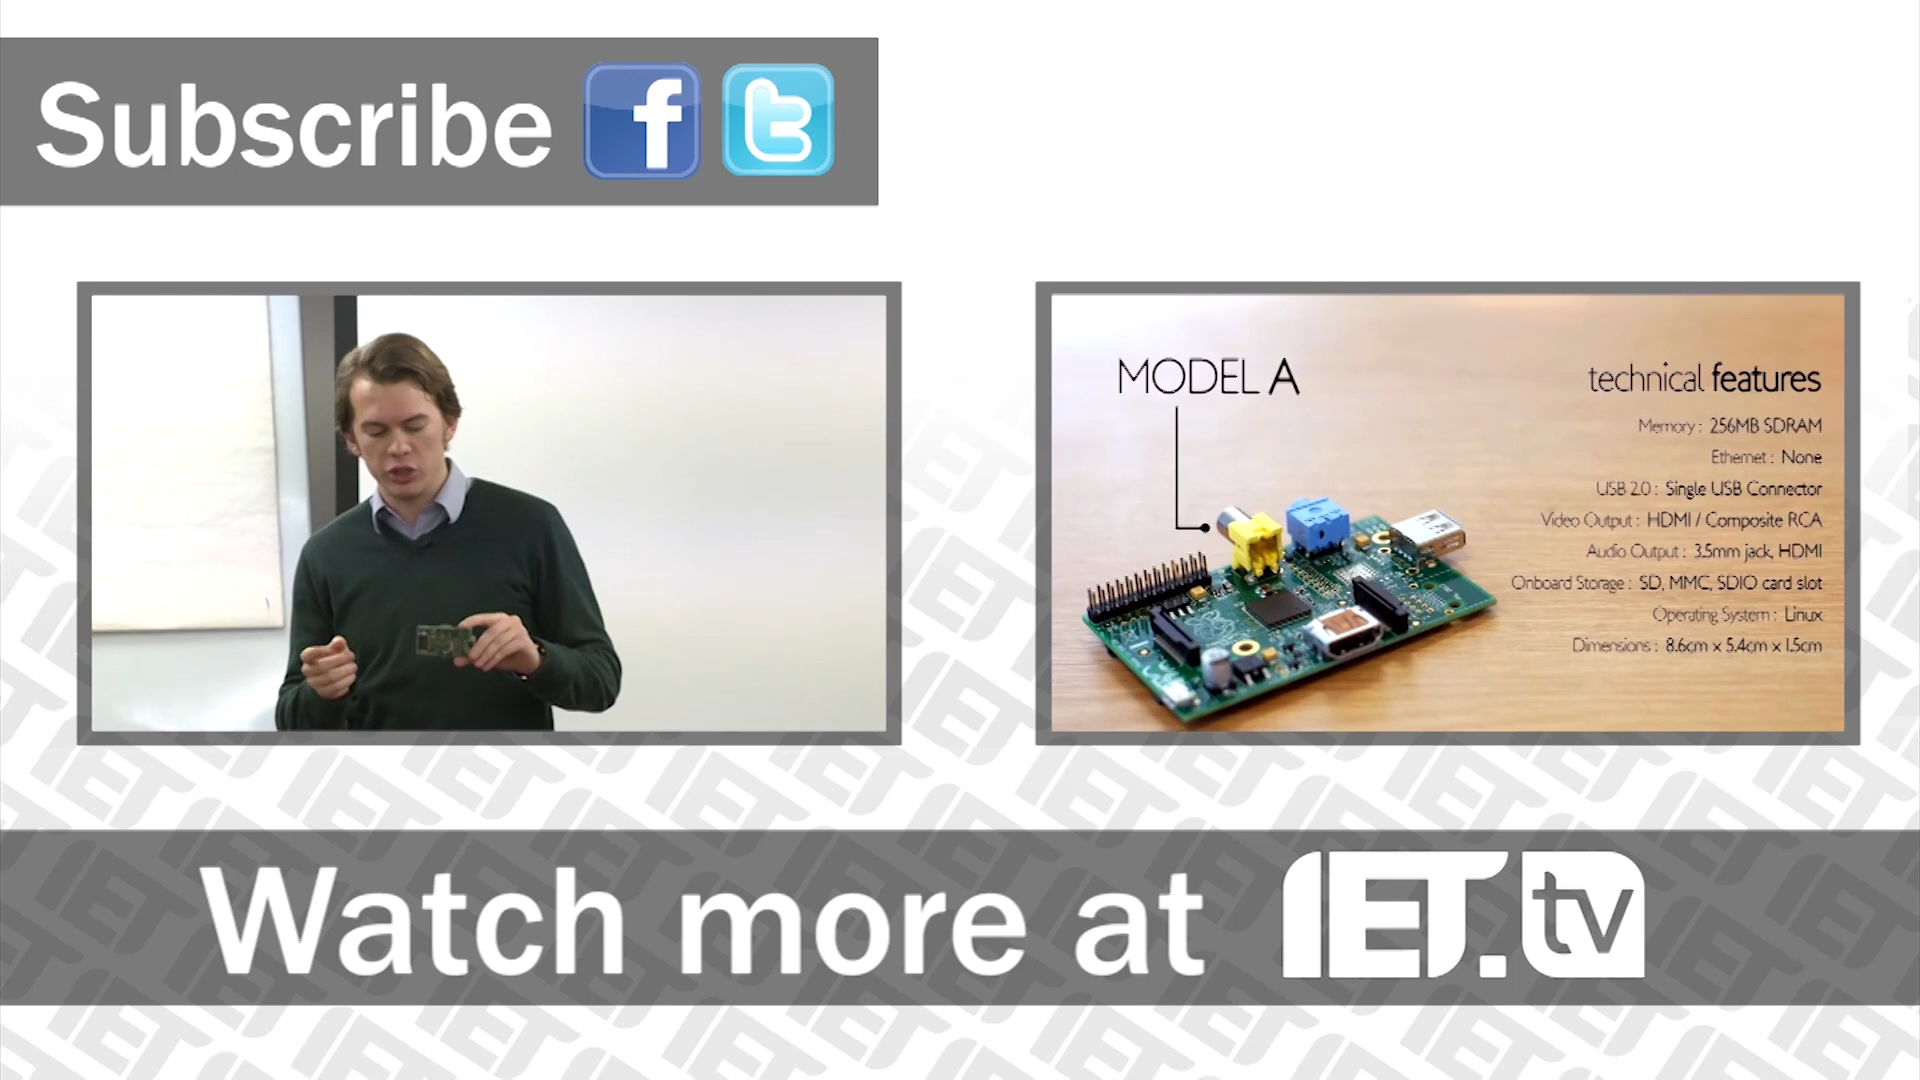 Subscribe
MODEL A
technical features
Memory : 256MB SDRAM
Ethernet : None
USB 2.0 : Single USB Connector
Video Output : HDMI / Composite RCA
Audio Output : 3.5mm jack, HDMI
Onboard Storage : SD, MMC, SDIO card slot
Operating System : Linux
Dimensions : 8.6cm x 5.4cm x 1.5cm
Watch more at IET.tv